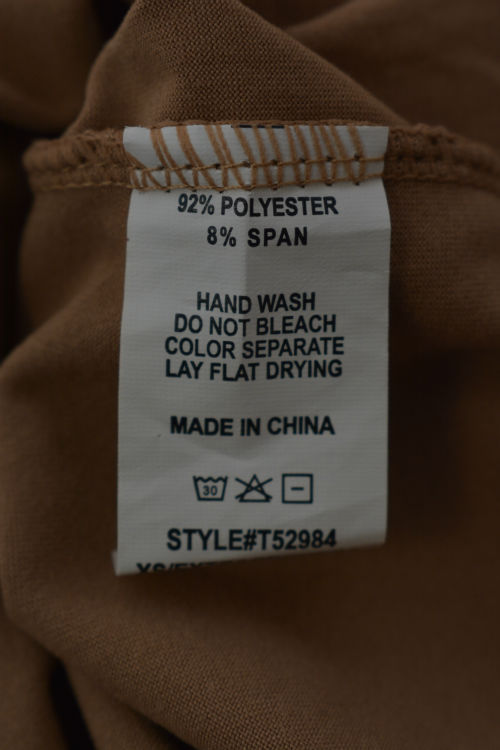 92% POLYESTER
8% SPAN
HAND WASH
DO NOT BLEACH
COLOR SEPARATE
LAY FLAT DRYING
MADE IN CHINA
30
STYLE#T52984